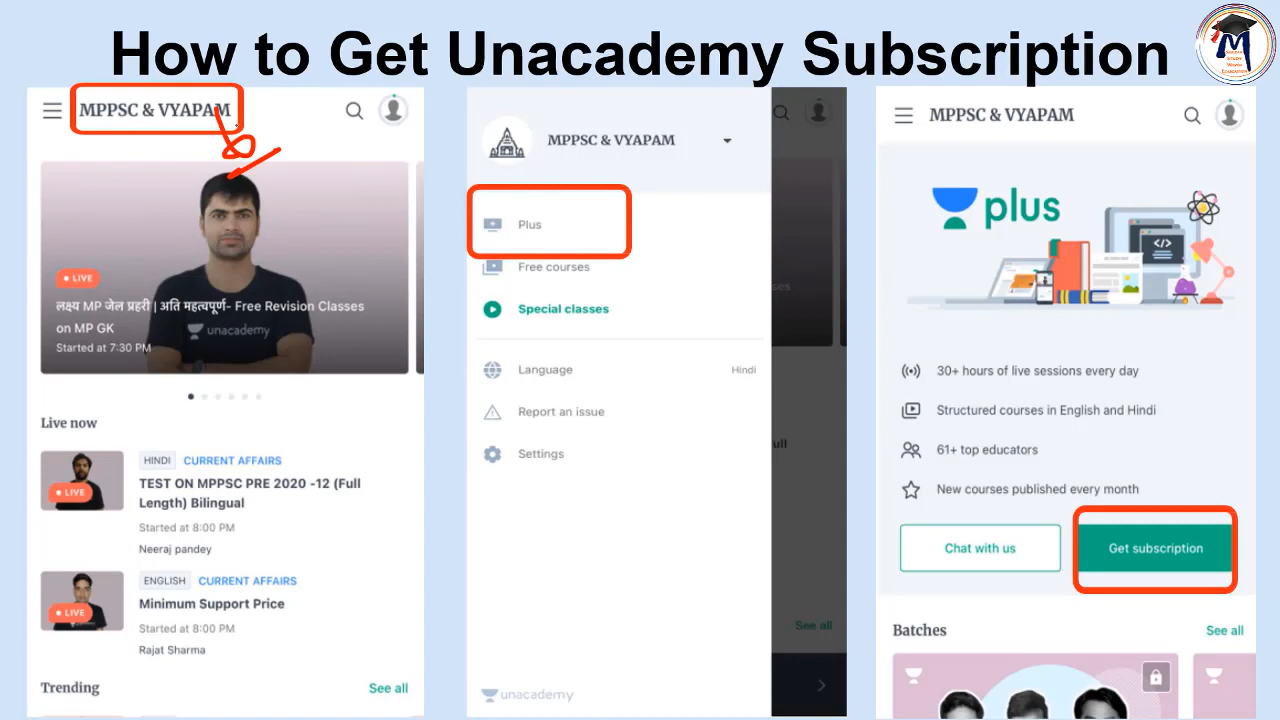 How to Get Unacademy Subscription
M
EDUCATION
MPPSC & VYAPAM
LIVE
लक्ष्य MP जेल प्रहरी | अति महत्वपूर्ण- Free Revision Classes
on MP GK
unacademy
Started at 7:30 PM
Live now
LIVE
HINDI CURRENT AFFAIRS
TEST ON MPPSC PRE 2020 -12 (Full
Length) Bilingual
Started at 8:00 PM
Neeraj pandey
LIVE
ENGLISH CURRENT AFFAIRS
Minimum Support Price
Started at 8:00 PM
Rajat Sharma
Trending
See all
MPPSC & VYAPAM
Plus
Free courses
Special classes
Language Hindi
Report an issue
Settings
unacademy
ses
ull
See all
MPPSC & VYAPAM
plus
30+ hours of live sessions every day
Structured courses in English and Hindi
61+ top educators
New courses published every month
Chat with us
Get subscription
Batches
See all